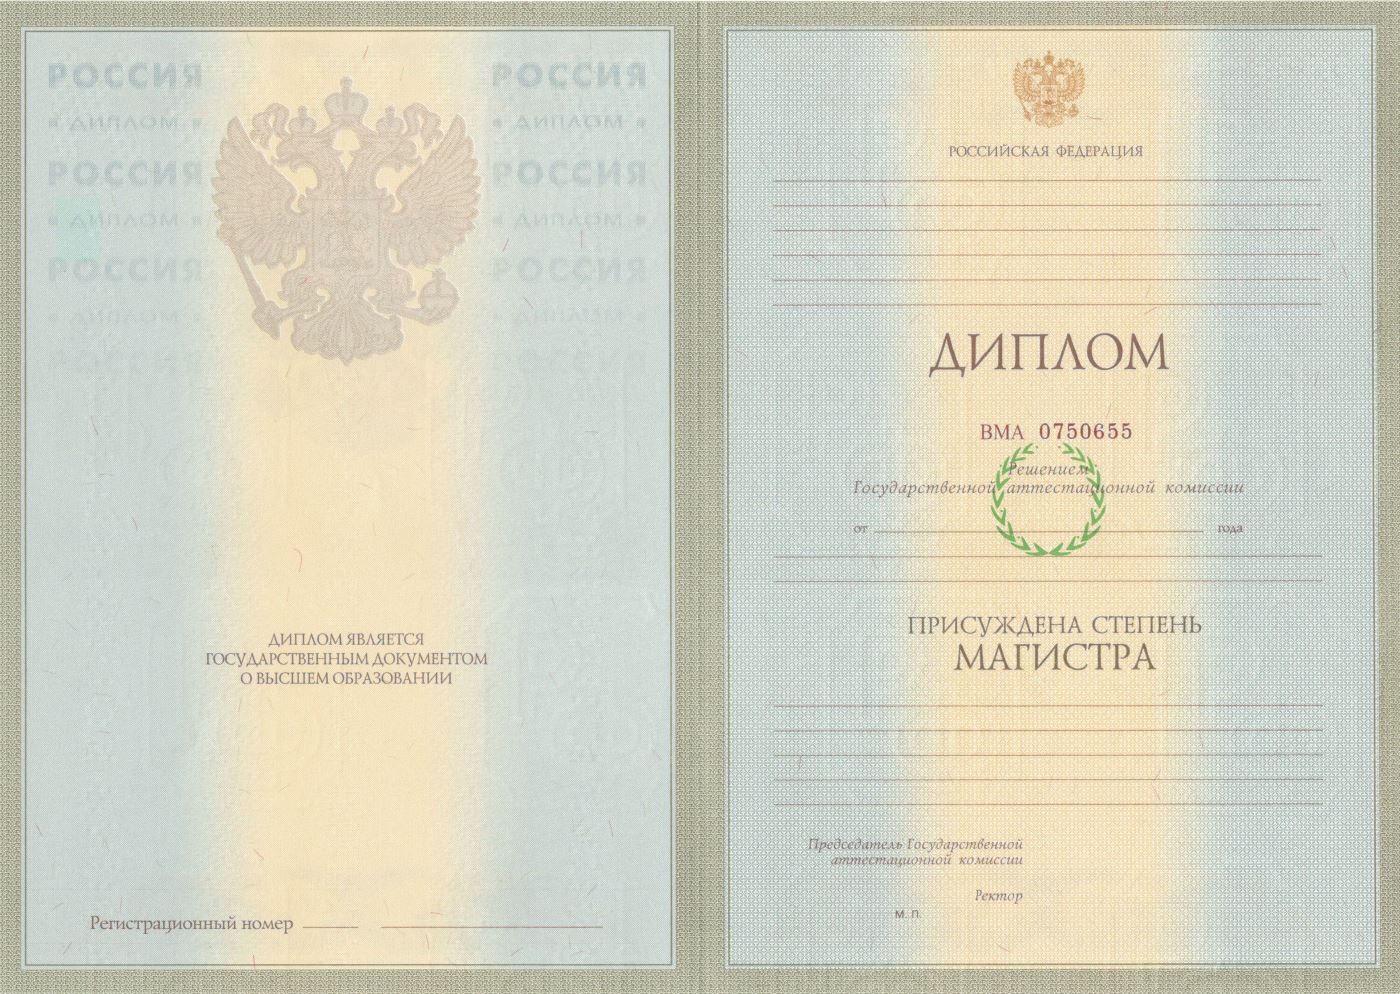 РОССИЯ РОССИЯ
ДИПЛОМ ДИПЛОМ
РОССИЯ РОССИЯ
ДИПЛОМ ДИПЛОМ
РОССИЯ РОССИЯ
ДИПЛОМ ДИПЛОМ
РОССИЯ РОССИЯ
ДИПЛОМ ЯВЛЯЕТСЯ
ГОСУДАРСТВЕННЫМ ДОКУМЕНТОМ
О ВЫСШЕМ ОБРАЗОВАНИИ
Регистрационный номер
РОССИЙСКАЯ ФЕДЕРАЦИЯ
ДИПЛОМ
ВМА 0750655
Решением
Государственной аттестационной комиссии
от года
ПРИСУЖДЕНА СТЕПЕНЬ
МАГИСТРА
Председатель Государственной
аттестационной комиссии
Ректор
М. П.